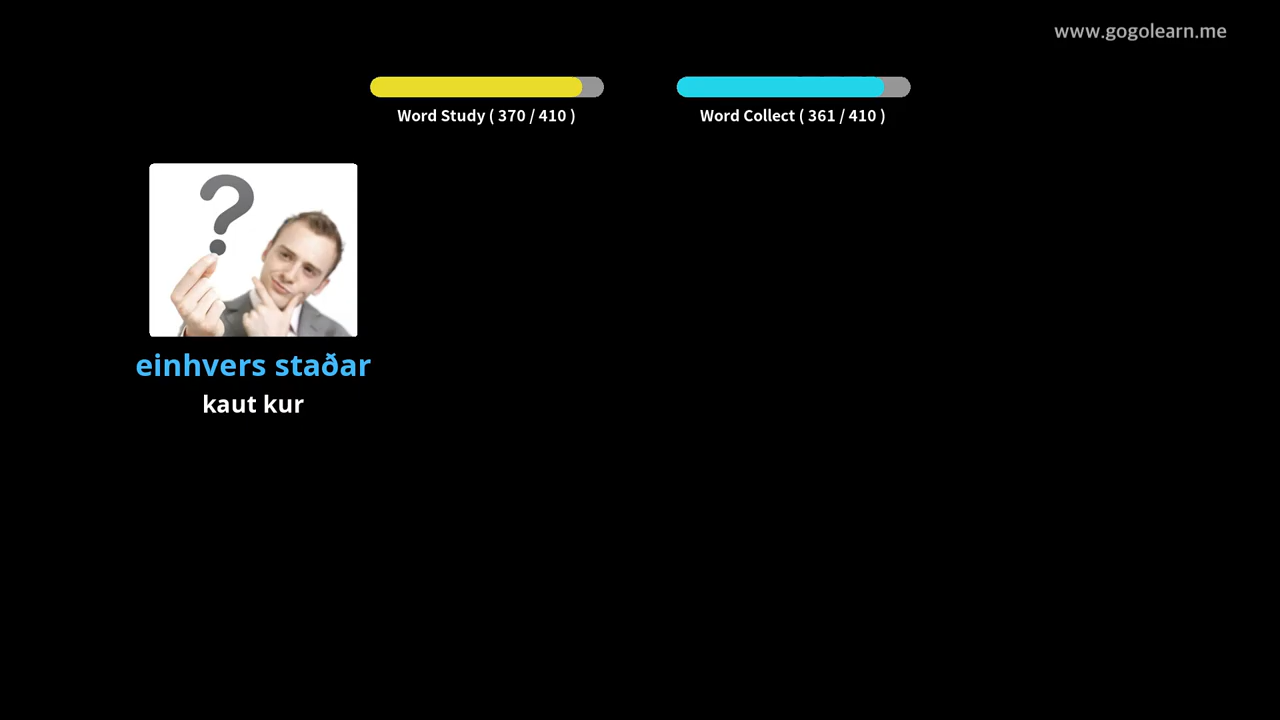 www.gogolearn.me
Word Study ( 370 / 410 )
Word Collect ( 361 / 410 )
?
einhvers staðar
kaut kur